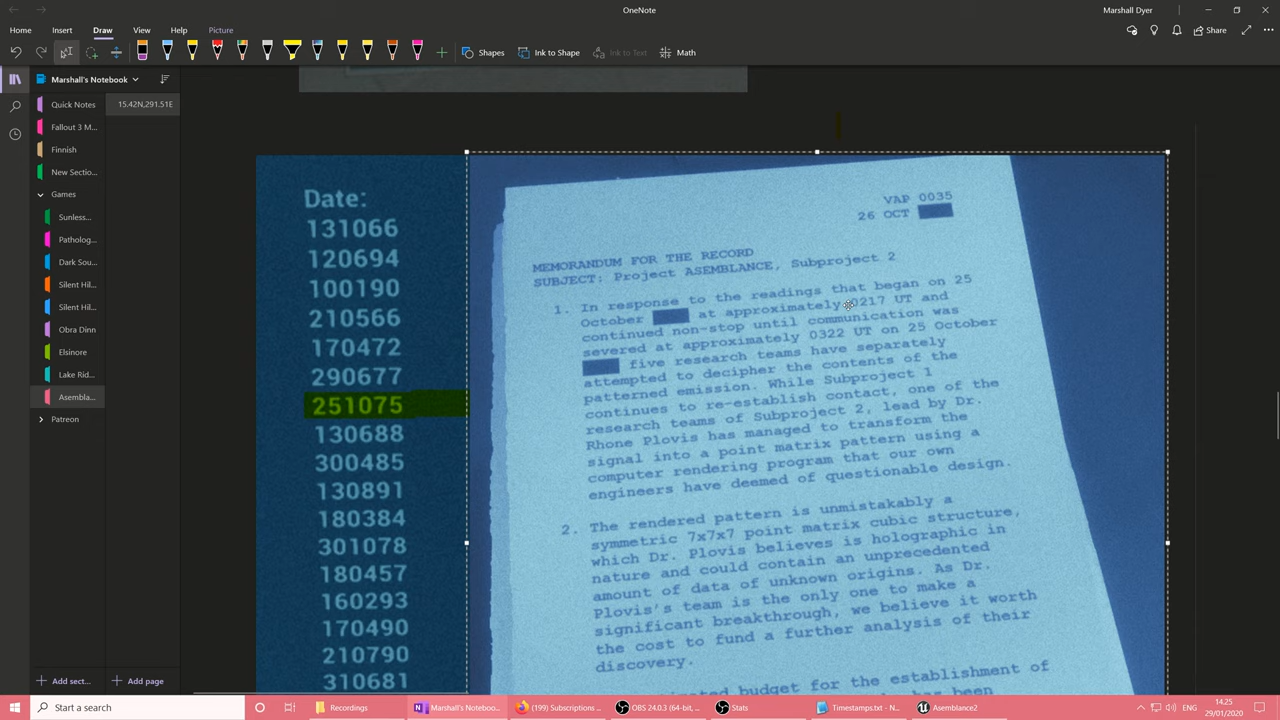 OneNote
Marshall Dyer
Home
Insert
Draw
View
Help
Picture
Share
Shapes
Ink to Shape
Ink to Text
Math
Marshall's Notebook
Quick Notes
15.42N,291.51E
Fallout 3 M...
Finnish
New Sectio...
Games
Sunless...
Patholog...
Dark Sou...
Silent Hil...
Silent Hil...
Obra Dinn
Elsinore
Lake Rid...
Asembla...
Patreon
Add sect...
Add page
Date:
131066
120694
100190
210566
170472
290677
251075
130688
300485
130891
180384
301078
180457
160293
170490
210790
310681
VAP 0035
26 OCT
MEMORANDUM FOR THE RECORD
SUBJECT: Project ASEMBLANCE, Subproject 2
1. In response to the readings that began on 25
October at approximately 0217 UT and
continued non-stop until communication was
severed at approximately 0322 UT on 25 October
five research teams have separately
attempted to decipher the contents of the
patterned emission. While Subproject 1
continues to re-establish contact, one of the
research teams of Subproject 2, lead by Dr.
Rhone Plovis has managed to transform the
signal into a point matrix pattern using a
computer rendering program that our own
engineers have deemed of questionable design.
2. The rendered pattern is unmistakably a
symmetric 7x7x7 point matrix cubic structure,
which Dr. Plovis believes is holographic in
nature and could contain an unprecedented
amount of data of unknown origins. As Dr.
Plovis's team is the only one to make a
significant breakthrough, we believe it worth
the cost to fund a further analysis of their
discovery.
budget for the establishment of
has been
Start a search
Recordings
Marshall's Notebo...
(199) Subscriptions ...
OBS 24.0.3 (64-bit, ...
Stats
Timestamps.txt - N...
Asemblance2
14.25
29/01/2020